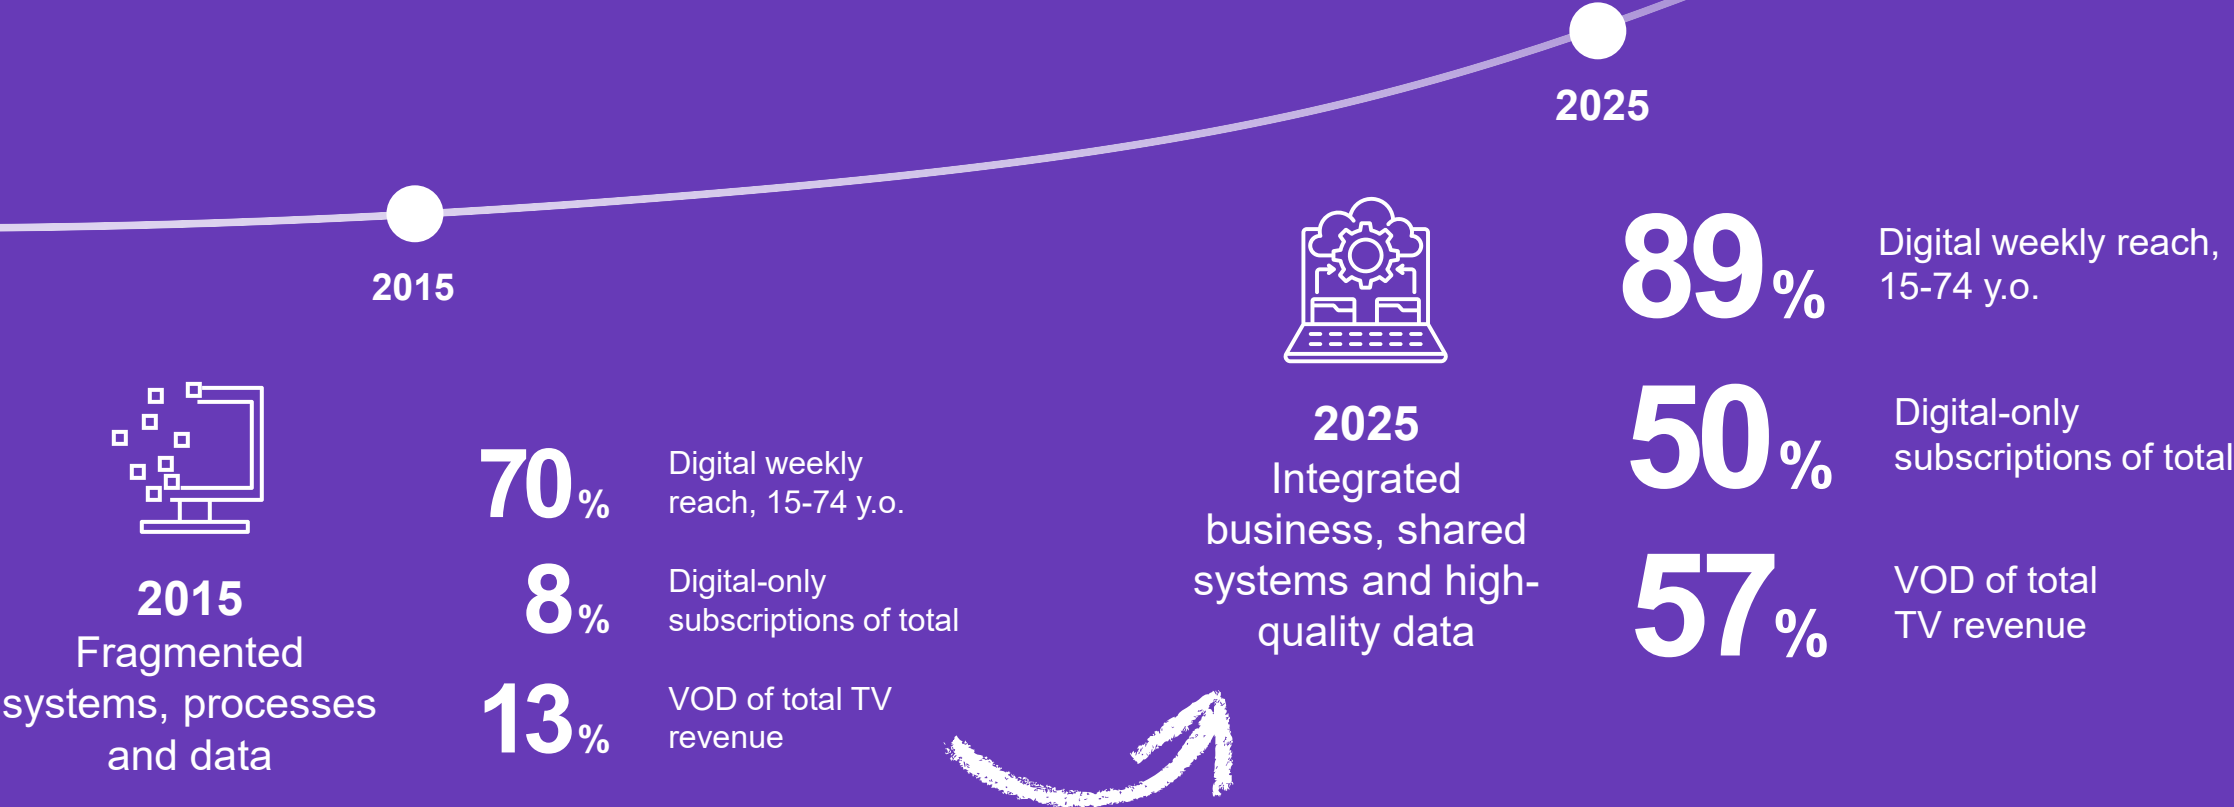 2015
2025
2015
Fragmented
systems, processes
and data
70%
Digital weekly
reach, 15-74 y.o.
8%
Digital-only
subscriptions of total
13%
VOD of total TV
revenue
2025
Integrated
business, shared
systems and high-
quality data
89%
Digital weekly reach,
15-74 y.o.
50%
Digital-only
subscriptions of total
57%
VOD of total
TV revenue